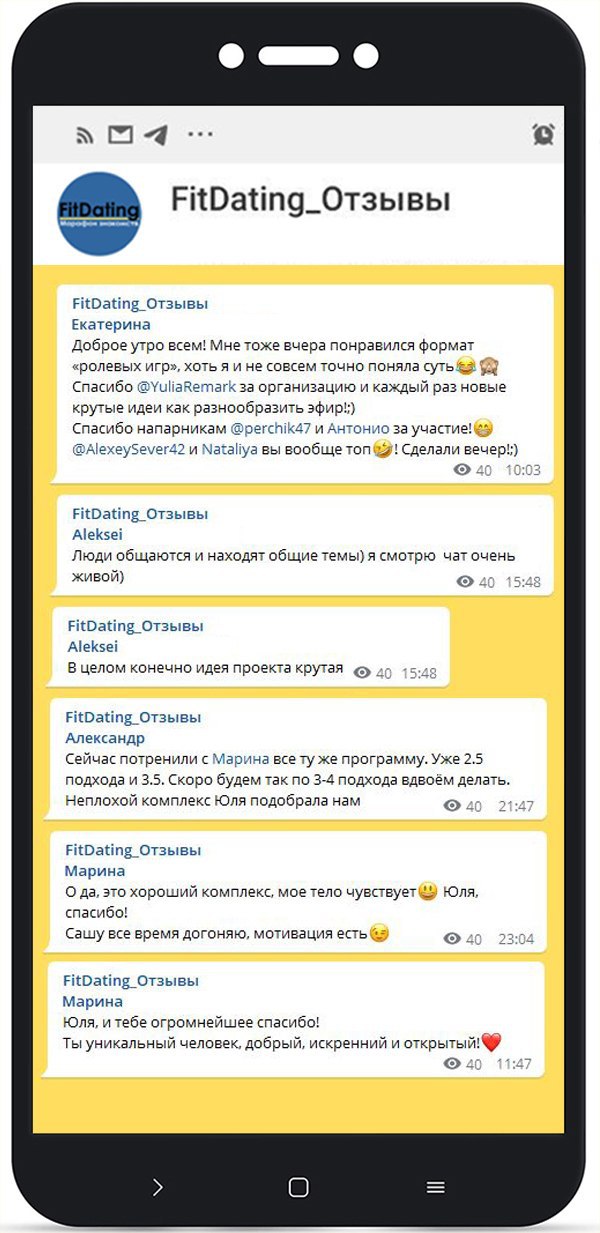 FitDating_Отзывы
FitDating
Марафон знакомств
FitDating_Отзывы
Екатерина
Доброе утро всем! Мне тоже вчера понравился формат
«ролевых игр», хоть я и не совсем точно поняла суть😂🙈
Спасибо @YuliaRemark за организацию и каждый раз новые
крутые идеи как разнообразить эфир!;)
Спасибо напарникам @perchik47 и Антонио за участие!😁
@AlexeySever42 и Nataliya вы вообще топ🤣! Сделали вечер!;)
40 10:03
FitDating_Отзывы
Aleksei
Люди общаются и находят общие темы) я смотрю чат очень
живой)
40 15:48
FitDating_Отзывы
Aleksei
В целом конечно идея проекта крутая
40 15:48
FitDating_Отзывы
Александр
Сейчас потренили с Марина все ту же программу. Уже 2.5
подхода и 3.5. Скоро будем так по 3-4 подхода вдвоём делать.
Неплохой комплекс Юля подобрала нам
40 21:47
FitDating_Отзывы
Марина
О да, это хороший комплекс, мое тело чувствует😃 Юля,
спасибо!
Сашу все время догоняю, мотивация есть😉
40 23:04
FitDating_Отзывы
Марина
Юля, и тебе огромнейшее спасибо!
Ты уникальный человек, добрый, искренний и открытый!❤️
40 11:47